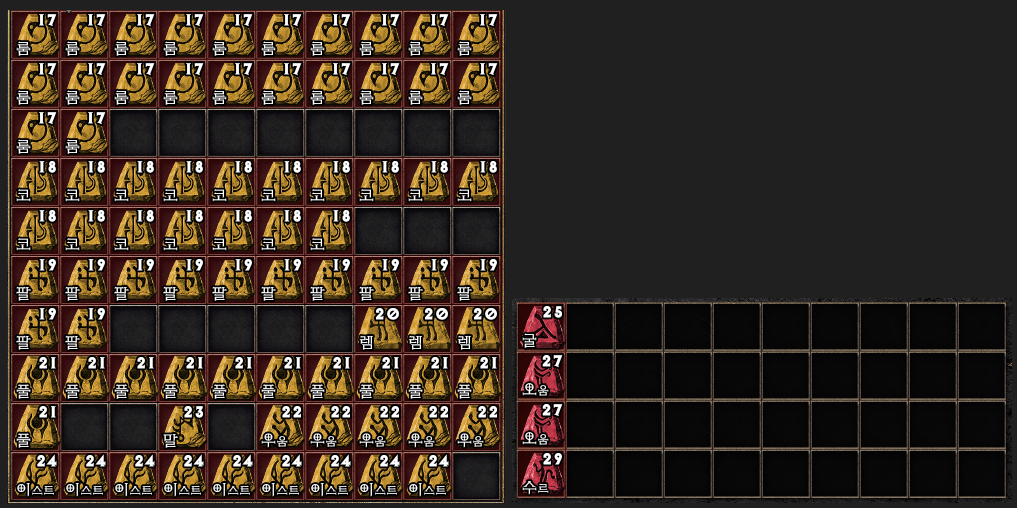 17 17 17 17 17 17 17 17 17 17
룸 룸 룸 룸 룸 룸 룸 룸 룸 룸
17 17 17 17 17 17 17 17 17 17
룸 룸 룸 룸 룸 룸 룸 룸 룸 룸
17 17
룸 룸
18 18 18 18 18 18 18 18 18 18
코 코 코 코 코 코 코 코 코 코
18 18 18 18 18 18 18
코 코 코 코 코 코 코
19 19 19 19 19 19 19 19 19 19
팔 팔 팔 팔 팔 팔 팔 팔 팔 팔
19 19 20 20 20
팔 팔 렘 렘 렘
21 21 21 21 21 21 21 21 21 21
풀 풀 풀 풀 풀 풀 풀 풀 풀 풀
21 23 22 22 22 22 22
풀 말 우움 우움 우움 우움 우움
24 24 24 24 24 24 24 24 24
이스트 이스트 이스트 이스트 이스트 이스트 이스트 이스트 이스트
25
굴
27
오움
27
오움
29
수르